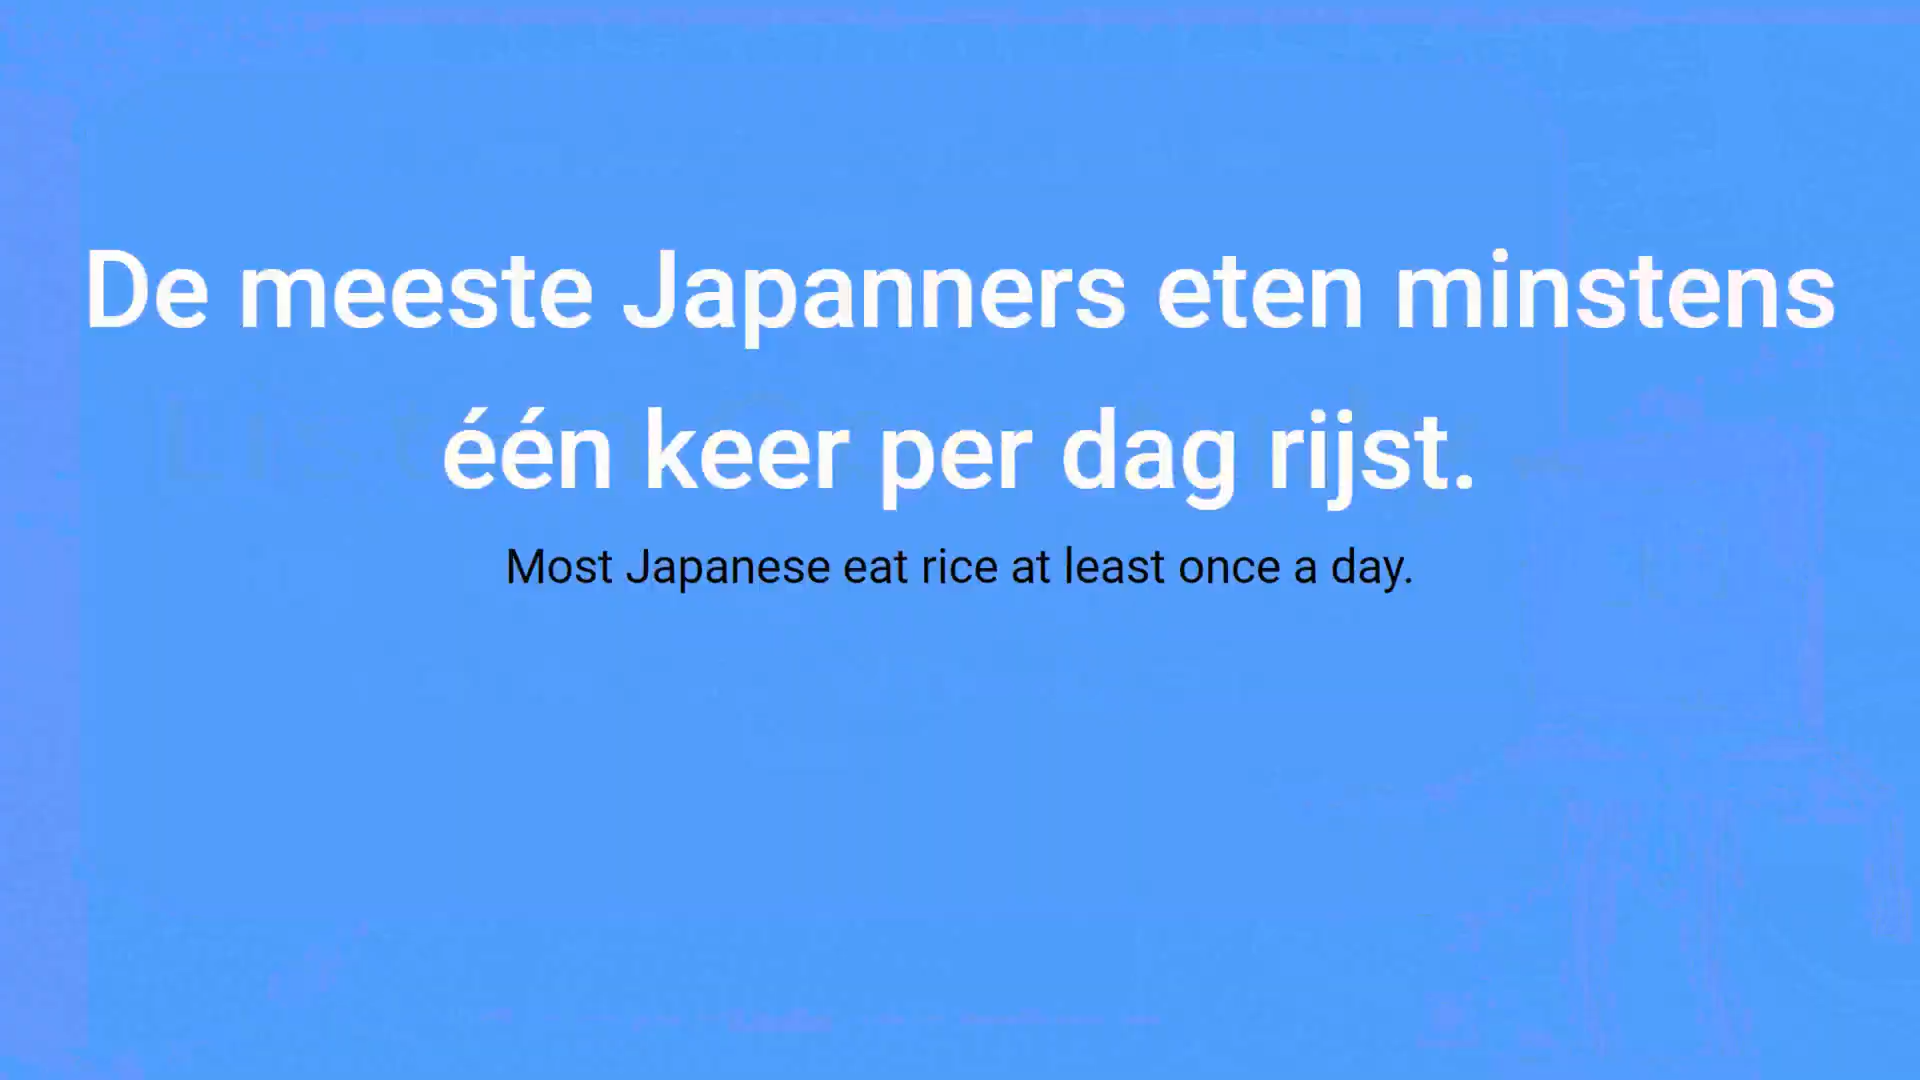 De meeste Japanners eten minstens
één keer per dag rijst.
Most Japanese eat rice at least once a day.